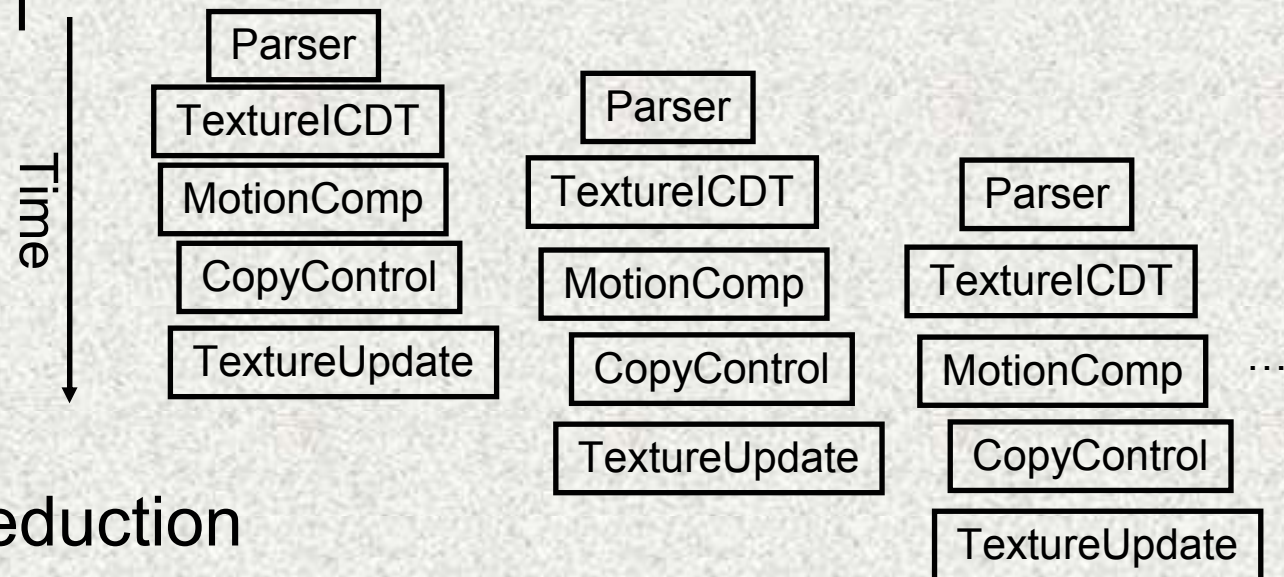 Time
Parser
TextureICDT
MotionComp
CopyControl
TextureUpdate
Parser
TextureICDT
MotionComp
CopyControl
TextureUpdate
Parser
TextureICDT
MotionComp
CopyControl
TextureUpdate
...
eduction